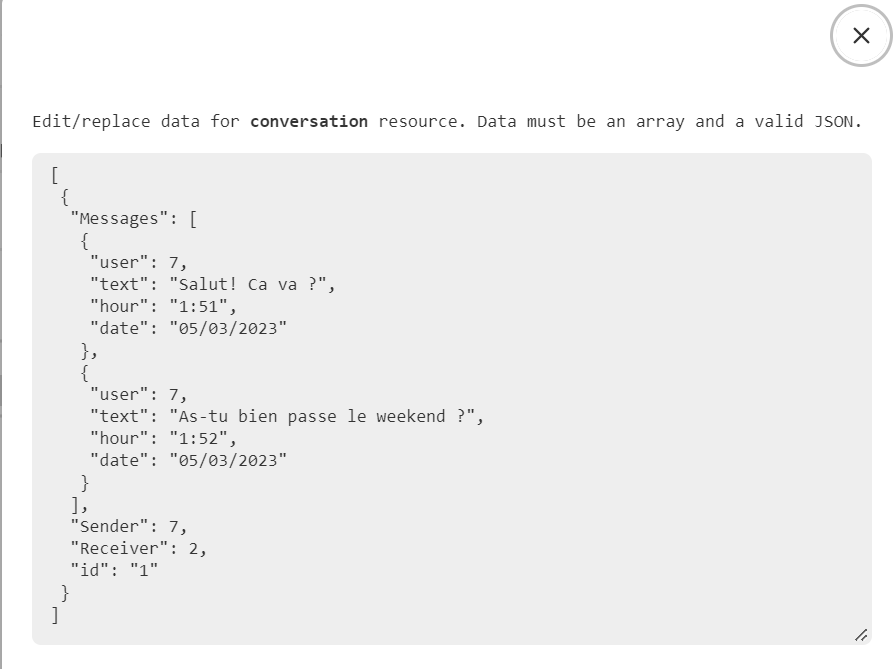 Edit/replace data for conversation resource. Data must be an array and a valid JSON.
[
{
"Messages": [
{
"user": 7,
"text": "Salut! Ca va ?",
"hour": "1:51",
"date": "05/03/2023"
},
{
"user": 7,
"text": "As-tu bien passe le weekend ?",
"hour": "1:52",
"date": "05/03/2023"
}
],
"Sender": 7,
"Receiver": 2,
"id": "1"
}
]